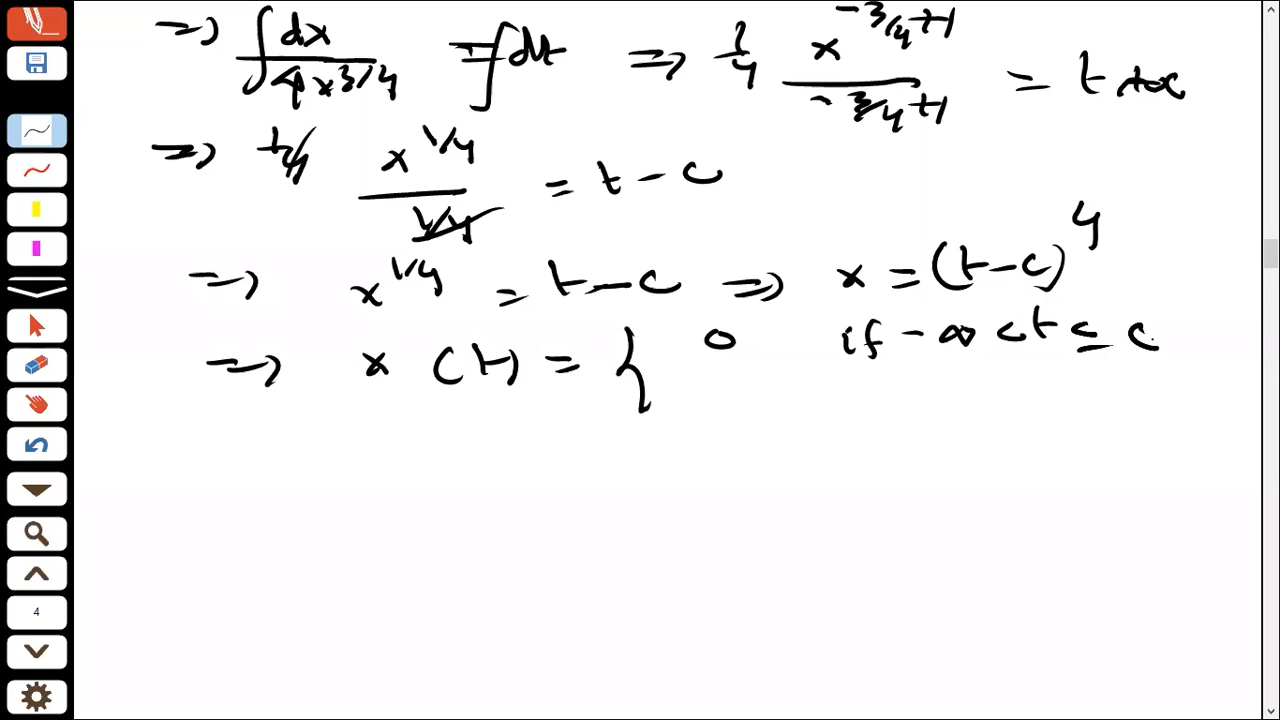 => ∫ dx / 4x^{3/4} = ∫ dt => 1/4 x^{-3/4+1} / -3/4+1 = t
=> 1/4 x^{1/4} / 1/4 = t - c
=> x^{1/4} = t - c => x = (t - c)^4
=> x (t) = { 0 if -∞ < t ≤ c
4